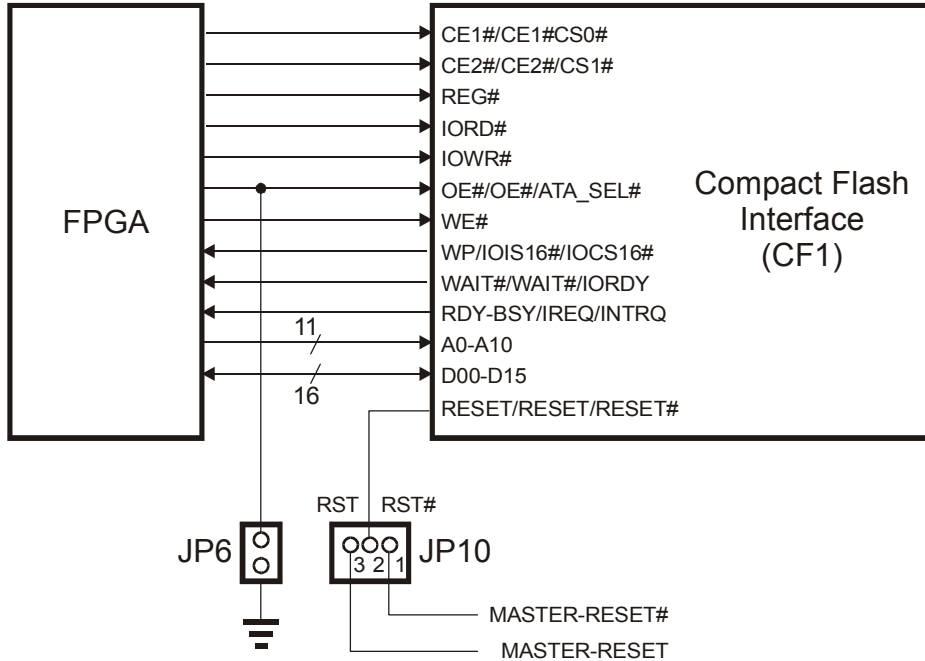 CE1#/CE1#CS0#
CE2#/CE2#/CS1#
REG#
IORD#
IOWR#
OE#/OE#/ATA_SEL#
WE#
WP/IOIS16#/IOCS16#
WAIT#/WAIT#/IORDY
RDY-BSY/IREQ/INTRQ
A0-A10
D00-D15
RESET/RESET/RESET#
FPGA
Compact Flash
Interface
(CF1)
11
16
RST RST#
JP6
3 2 1
JP10
MASTER-RESET#
MASTER-RESET